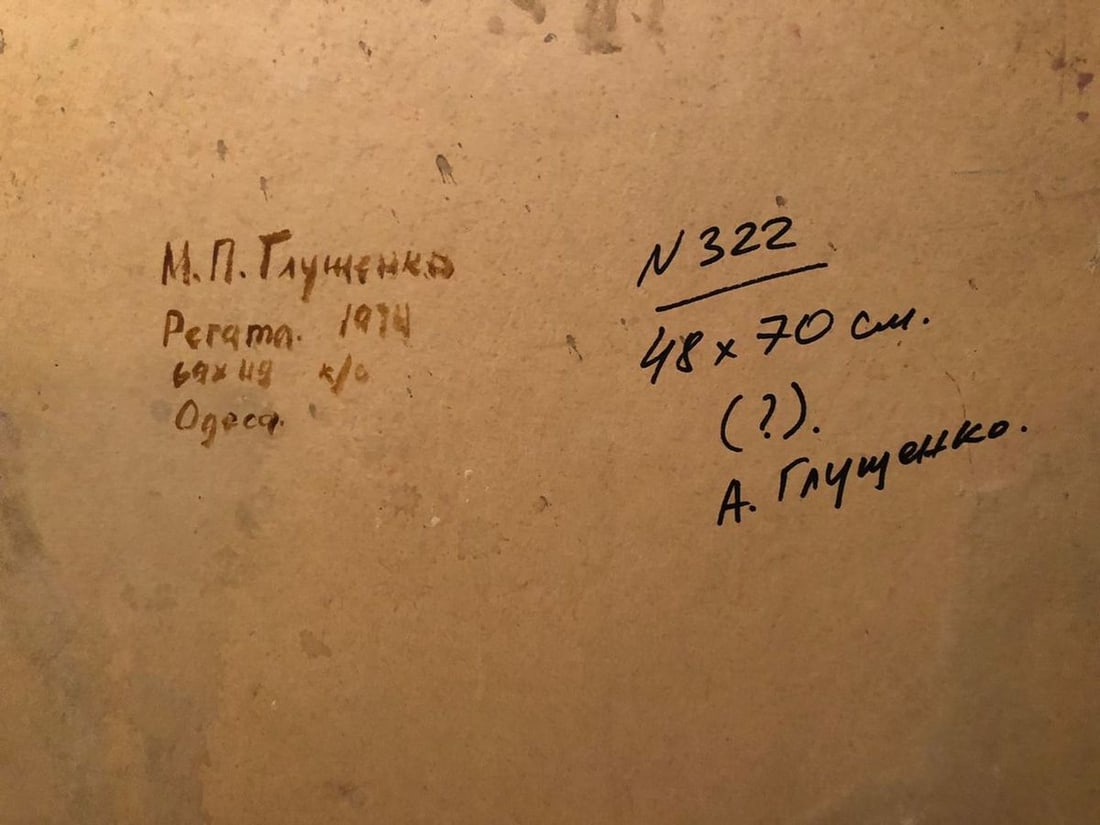 М.П. Глущенко
Регата. 1974
69х49 к/о
Одеса.
N 322
48 х 70 см.
(?).
А. Глущенко.